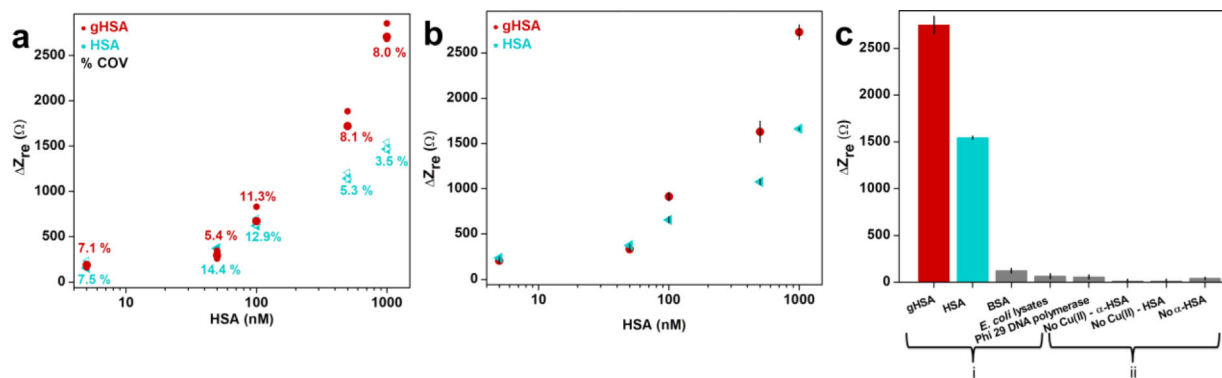 a
gHSA
HSA
% COV
2500
2000
1500
1000
500
0
ΔZre (Ω)
7.1 %
7.5 %
5.4 %
14.4 %
11.3%
12.9%
8.1 %
5.3 %
8.0 %
3.5 %
10
100
1000
HSA (nM)
b
gHSA
HSA
2500
2000
1500
1000
500
0
ΔZre (Ω)
10
100
1000
HSA (nM)
c
2500
2000
1500
1000
500
0
ΔZre (Ω)
gHSA
HSA
BSA
E. coli lysates
Phi 29 DNA polymerase
No Cu(II) - α-HSA
No Cu(II) - HSA
No α-HSA
i
ii